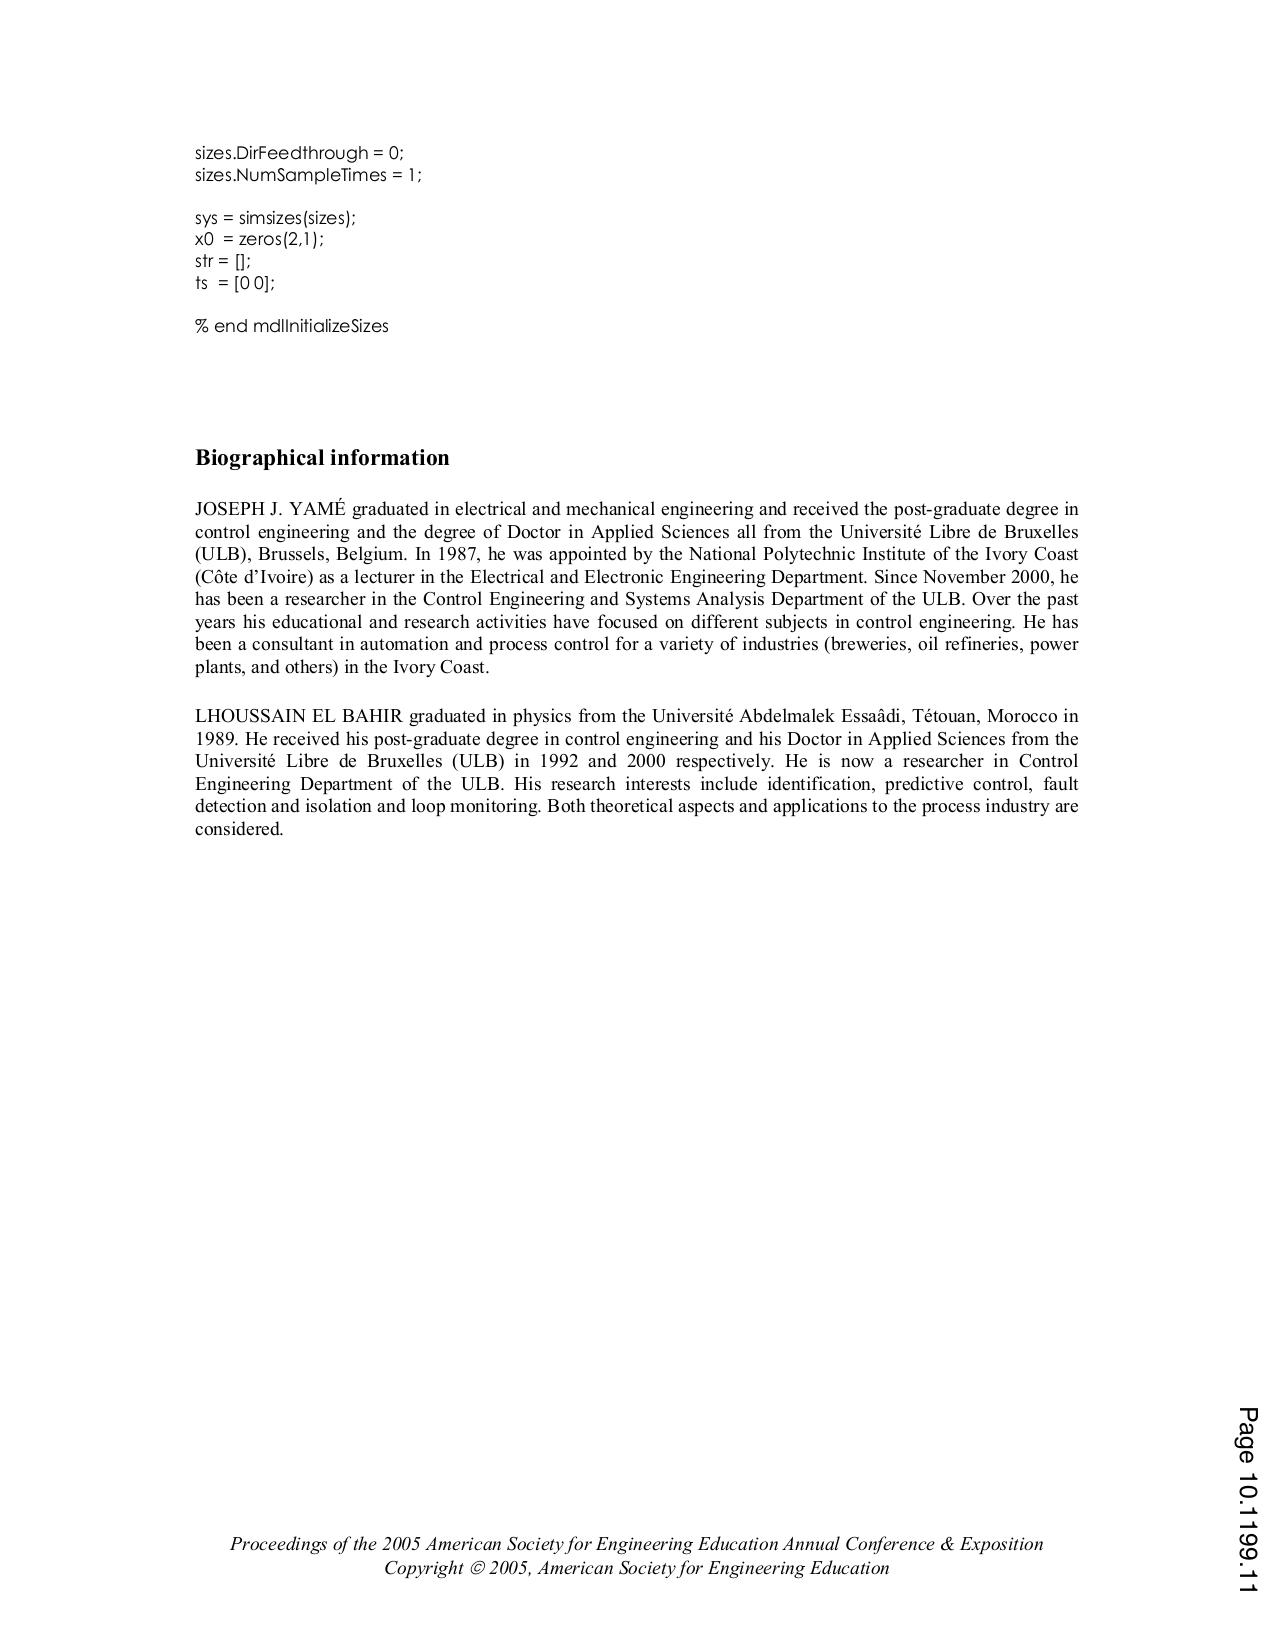 sizes.DirFeedthrough = 0;
sizes.NumSampleTimes = 1;
sys = simsizes(sizes);
x0  = zeros(2,1);
str = [];
ts  = [0 0];
% end mdlInitializeSizes
Biographical information
JOSEPH J. YAMÉ graduated in electrical and mechanical engineering and received the post-graduate degree in
control engineering and the degree of Doctor in Applied Sciences all from the Université Libre de Bruxelles
(ULB), Brussels, Belgium. In 1987, he was appointed by the National Polytechnic Institute of the Ivory Coast
(Côte d’Ivoire) as a lecturer in the Electrical and Electronic Engineering Department. Since November 2000, he
has been a researcher in the Control Engineering and Systems Analysis Department of the ULB. Over the past
years his educational and research activities have focused on different subjects in control engineering. He has
been a consultant in automation and process control for a variety of industries (breweries, oil refineries, power
plants, and others) in the Ivory Coast.
LHOUSSAIN EL BAHIR graduated in physics from the Université Abdelmalek Essaâdi, Tétouan, Morocco in
1989. He received his post-graduate degree in control engineering and his Doctor in Applied Sciences from the
Université Libre de Bruxelles (ULB) in 1992 and 2000 respectively. He is now a researcher in Control
Engineering Department of the ULB. His research interests include identification, predictive control, fault
detection and isolation and loop monitoring. Both theoretical aspects and applications to the process industry are
considered.
Proceedings of the 2005 American Society for Engineering Education Annual Conference & Exposition
Copyright © 2005, American Society for Engineering Education
Page 10.1199.11